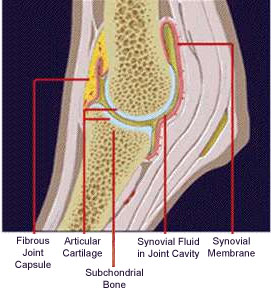 Fibrous
Joint
Capsule
Articular
Cartilage
Subchondrial
Bone
Synovial Fluid
in Joint Cavity
Synovial
Membrane